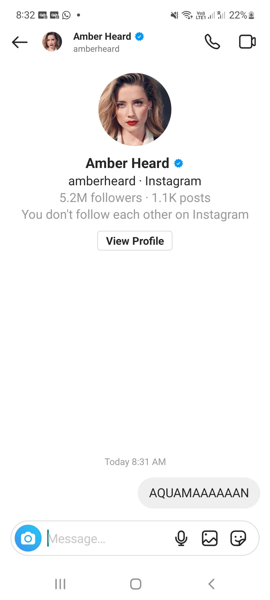 8:32 22%
Amber Heard
amberheard
Amber Heard
amberheard · Instagram
5.2M followers · 1.1K posts
You don't follow each other on Instagram
View Profile
Today 8:31 AM
AQUAMAAAAAAN
Message...